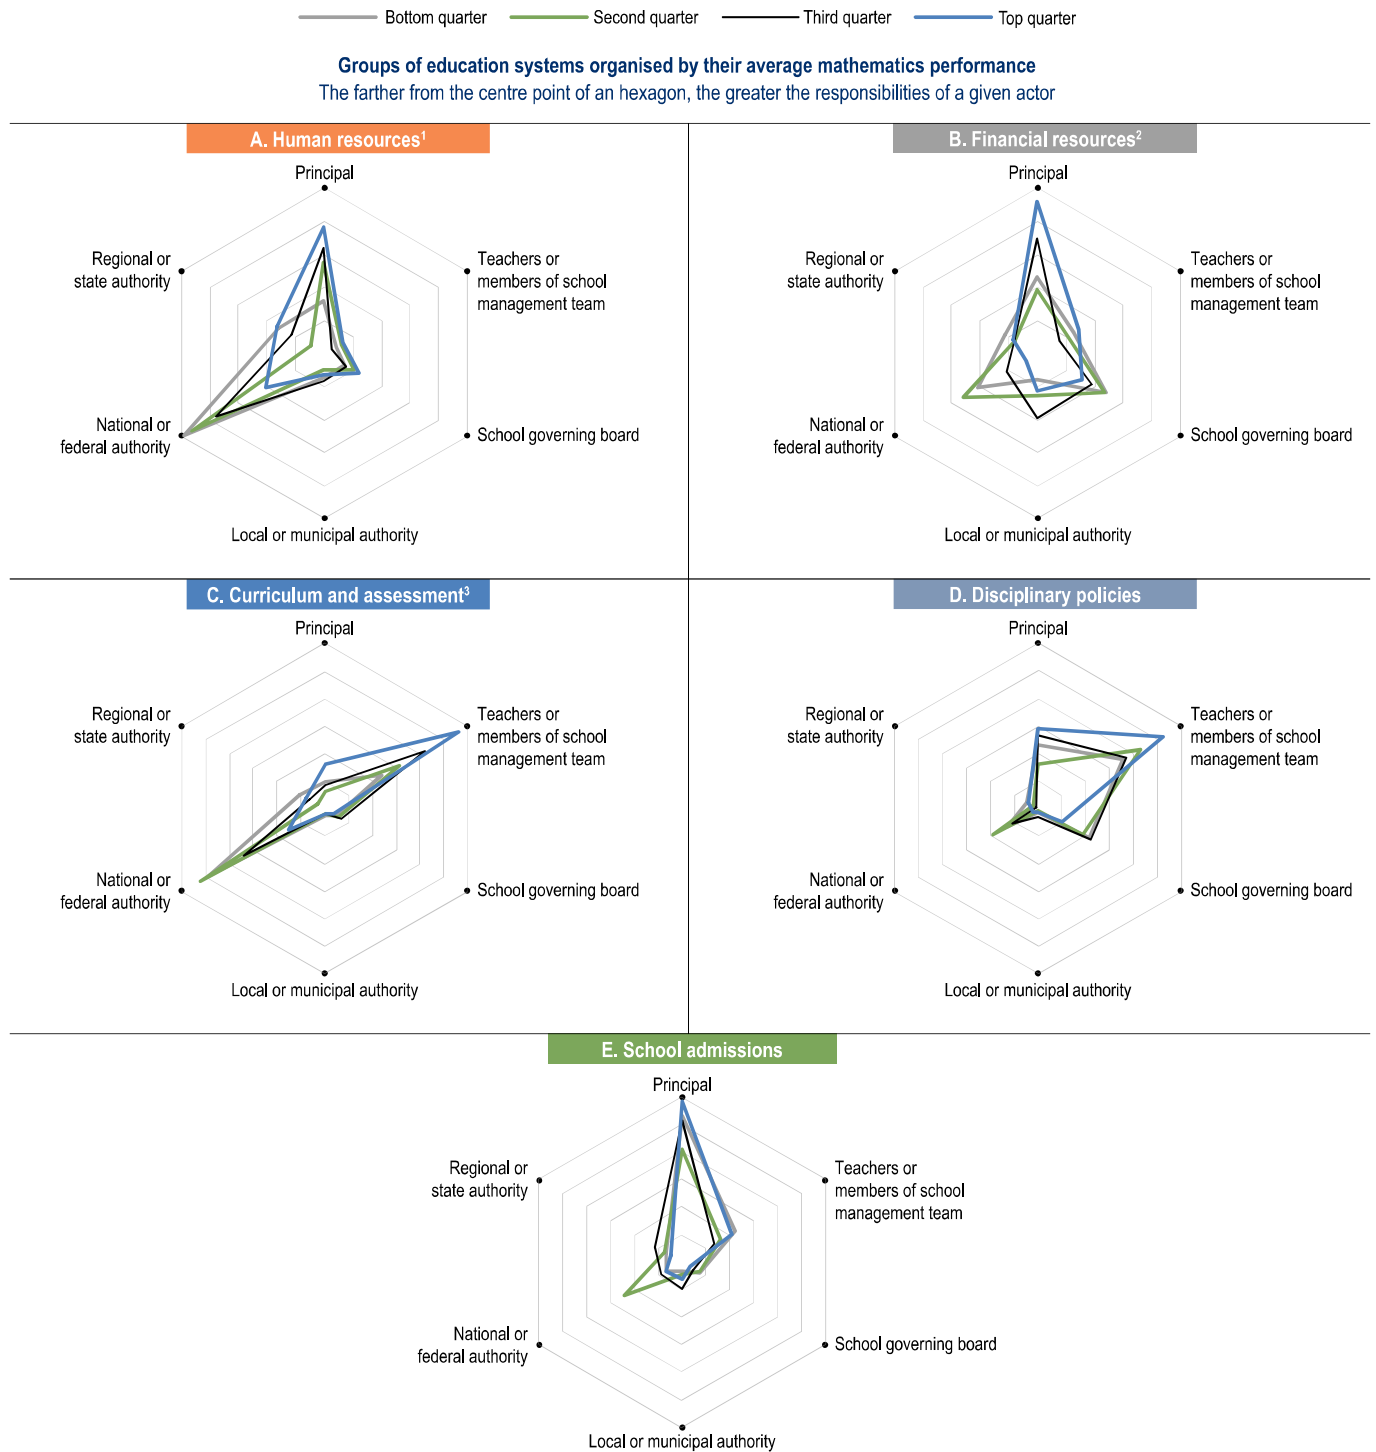 Bottom quarter
Second quarter
Third quarter
Top quarter
Groups of education systems organised by their average mathematics performance
The farther from the centre point of an hexagon, the greater the responsibilities of a given actor
A. Human resources¹
Principal
Regional or
state authority
Teachers or
members of school
management team
National or
federal authority
School governing board
Local or municipal authority
B. Financial resources²
Principal
Regional or
state authority
Teachers or
members of school
management team
National or
federal authority
School governing board
Local or municipal authority
C. Curriculum and assessment³
Principal
Regional or
state authority
Teachers or
members of school
management team
National or
federal authority
School governing board
Local or municipal authority
D. Disciplinary policies
Principal
Regional or
state authority
Teachers or
members of school
management team
National or
federal authority
School governing board
Local or municipal authority
E. School admissions
Principal
Regional or
state authority
Teachers or
members of school
management team
National or
federal authority
School governing board
Local or municipal authority